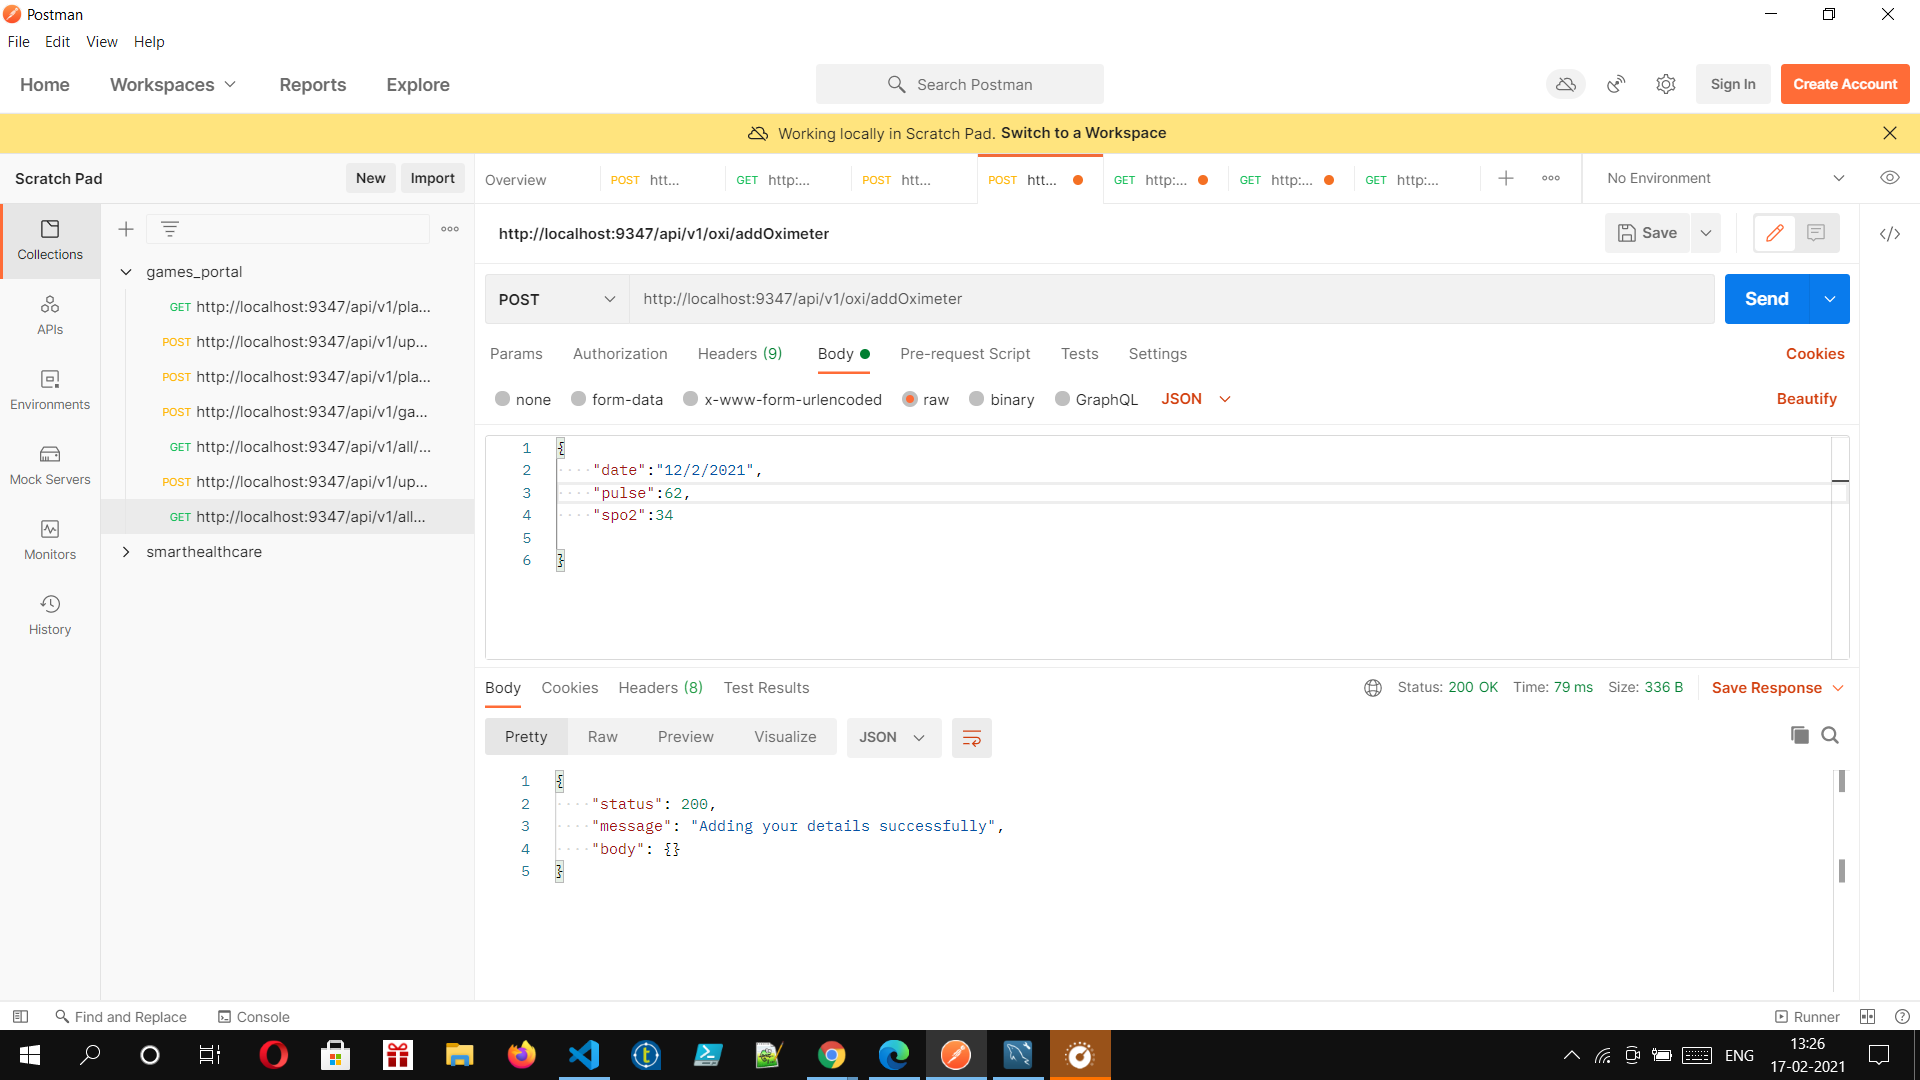 Postman
File Edit View Help
Home Workspaces Reports Explore Search Postman Sign In Create Account
Working locally in Scratch Pad. Switch to a Workspace
Scratch Pad New Import Overview POST htt... GET http:... POST htt... POST htt... GET http:... GET http:... GET http:... No Environment
Collections
APIs
Environments
Mock Servers
Monitors
History
games_portal
GET http://localhost:9347/api/v1/pla...
POST http://localhost:9347/api/v1/up...
POST http://localhost:9347/api/v1/pla...
POST http://localhost:9347/api/v1/ga...
GET http://localhost:9347/api/v1/all/...
POST http://localhost:9347/api/v1/up...
GET http://localhost:9347/api/v1/all...
smarthealthcare
http://localhost:9347/api/v1/oxi/addOximeter Save
POST http://localhost:9347/api/v1/oxi/addOximeter Send
Params Authorization Headers (9) Body Pre-request Script Tests Settings Cookies
none form-data x-www-form-urlencoded raw binary GraphQL JSON Beautify
1 {
2 "date":"12/2/2021",
3 "pulse":62,
4 "spo2":34
5
6 }
Body Cookies Headers (8) Test Results Status: 200 OK Time: 79 ms Size: 336 B Save Response
Pretty Raw Preview Visualize JSON
1 {
2 "status": 200,
3 "message": "Adding your details successfully",
4 "body": {}
5 }
Find and Replace Console Runner
ENG 13:26
17-02-2021